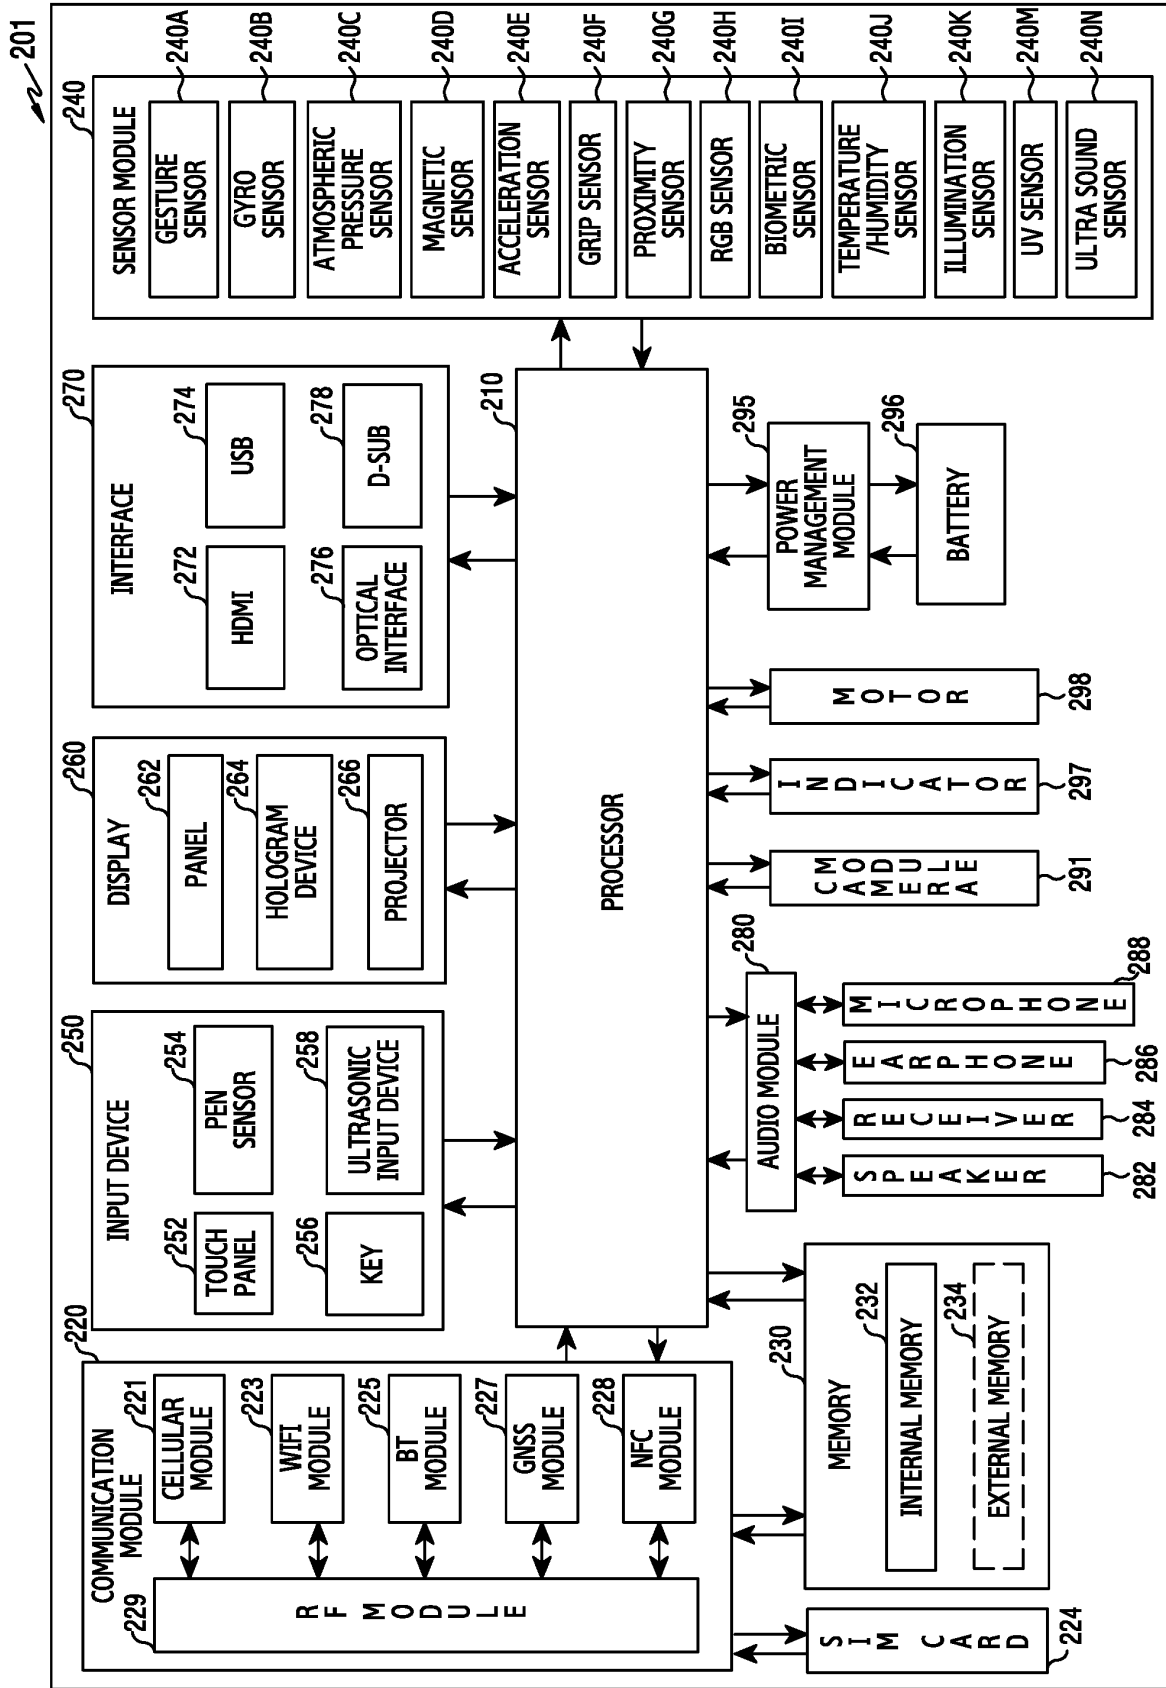 201
COMMUNICATION
MODULE
220
229
RF MODULE
221
CELLULAR
MODULE
223
WIFI
MODULE
225
BT
MODULE
227
GNSS
MODULE
228
NFC
MODULE
INPUT DEVICE
250
252
TOUCH
PANEL
254
PEN
SENSOR
256
KEY
258
ULTRASONIC
INPUT DEVICE
DISPLAY
260
262
PANEL
264
HOLOGRAM
DEVICE
266
PROJECTOR
INTERFACE
270
272
HDMI
274
USB
276
OPTICAL
INTERFACE
278
D-SUB
SENSOR MODULE
240
GESTURE
SENSOR
240A
GYRO
SENSOR
240B
ATMOSPHERIC
PRESSURE
SENSOR
240C
MAGNETIC
SENSOR
240D
ACCELERATION
SENSOR
240E
GRIP SENSOR
240F
PROXIMITY
SENSOR
240G
RGB SENSOR
240H
BIOMETRIC
SENSOR
240I
TEMPERATURE
/HUMIDITY
SENSOR
240J
ILLUMINATION
SENSOR
240K
UV SENSOR
240M
ULTRA SOUND
SENSOR
240N
PROCESSOR
210
SIM CARD
224
230
MEMORY
232
INTERNAL MEMORY
234
EXTERNAL MEMORY
280
AUDIO MODULE
SPEAKER
282
RECEIVER
284
EARPHONE
286
MICROPHONE
288
CAMERA
MODULE
291
INDICATOR
297
MOTOR
298
295
POWER
MANAGEMENT
MODULE
296
BATTERY